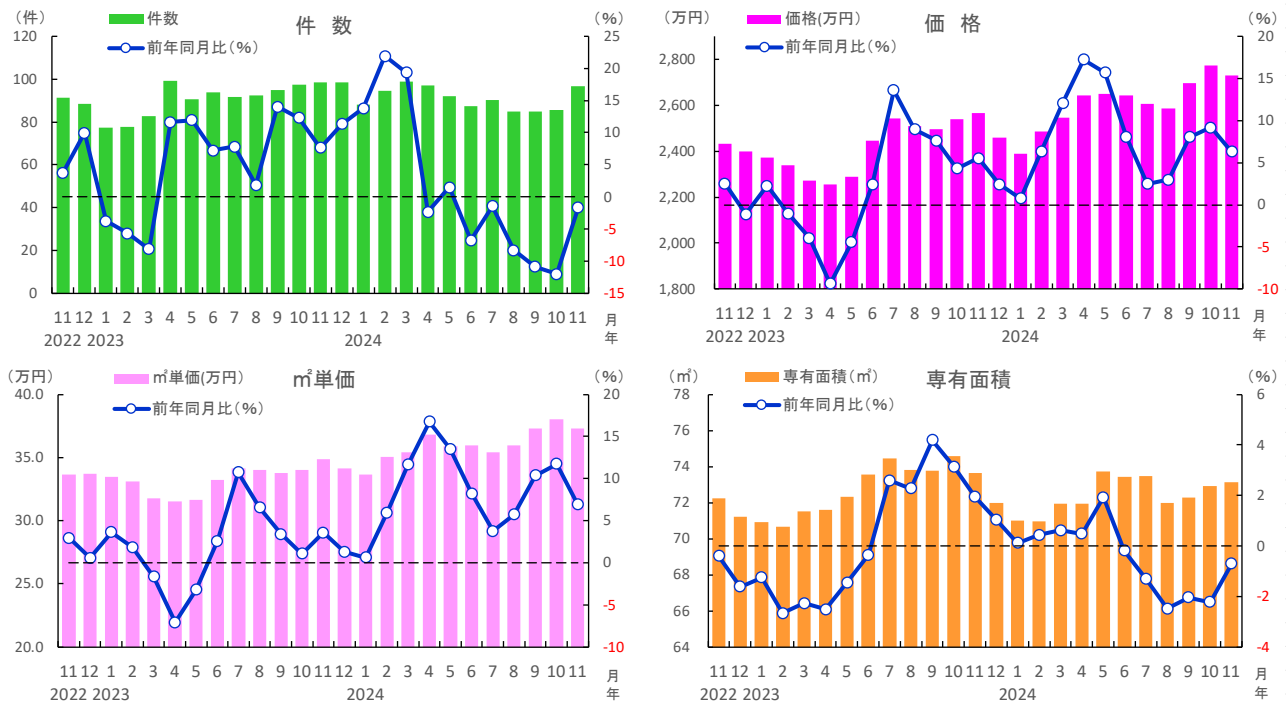 件 数
（件）
（%）
件数
前年同月比（%）
120
100
80
60
40
20
0
25
20
15
10
5
0
-5
-10
-15
11 12 1 2 3 4 5 6 7 8 9 10 11 12 1 2 3 4 5 6 7 8 9 10 11 月
2022 2023 2024 年
価 格
（万円）
（%）
価格(万円)
前年同月比（%）
2,800
2,600
2,400
2,200
2,000
1,800
20
15
10
5
0
-5
-10
11 12 1 2 3 4 5 6 7 8 9 10 11 12 1 2 3 4 5 6 7 8 9 10 11 月
2022 2023 2024 年
㎡単価
（万円）
（%）
㎡単価(万円)
前年同月比（%）
40.0
35.0
30.0
25.0
20.0
20
15
10
5
0
-5
-10
11 12 1 2 3 4 5 6 7 8 9 10 11 12 1 2 3 4 5 6 7 8 9 10 11 月
2022 2023 2024 年
専有面積
（㎡）
（%）
専有面積（㎡）
前年同月比（%）
78
76
74
72
70
68
66
64
6
4
2
0
-2
-4
11 12 1 2 3 4 5 6 7 8 9 10 11 12 1 2 3 4 5 6 7 8 9 10 11 月
2022 2023 2024 年